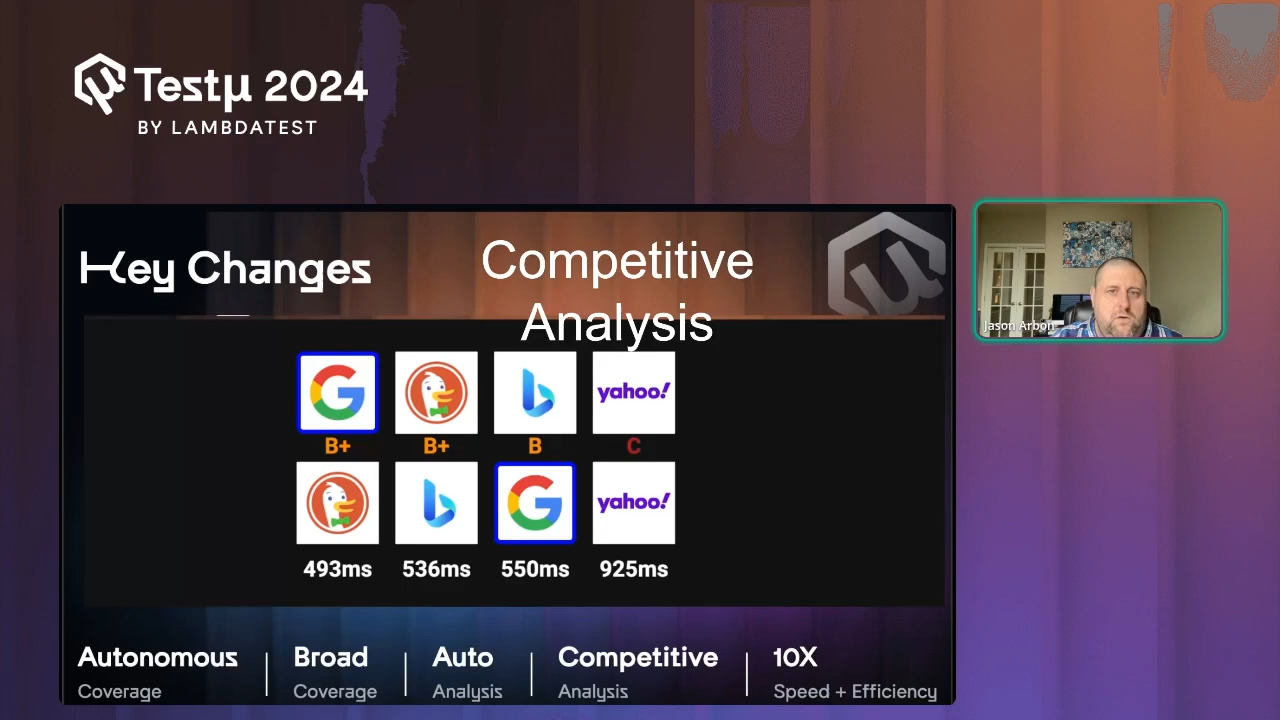 Testμ 2024
BY LAMBDATEST
Key Changes
Competitive
Analysis
yahoo!
B+ B+ B C
yahoo!
493ms 536ms 550ms 925ms
Autonomous Broad Auto Competitive 10X
Coverage Coverage Analysis Analysis Speed + Efficiency
Jason Arbon